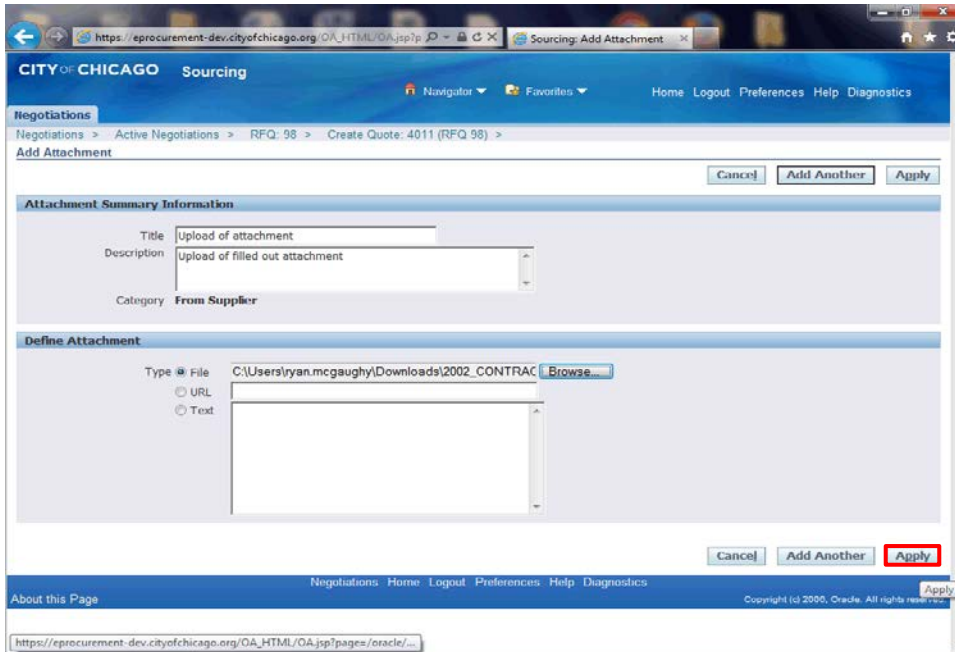 https://eprocurement-dev.cityofchicago.org/OA_HTML/OA.jsp?p
Sourcing: Add Attachment
CITY OF CHICAGO Sourcing
Navigator Favorites Home Logout Preferences Help Diagnostics
Negotiations
Negotiations > Active Negotiations > RFQ: 98 > Create Quote: 4011 (RFQ 98) >
Add Attachment
Cancel Add Another Apply
Attachment Summary Information
Title Upload of attachment
Description Upload of filled out attachment
Category From Supplier
Define Attachment
Type File C:\Users\ryan.mcgaughy\Downloads\2002_CONTRAC Browse...
URL
Text
Cancel Add Another Apply
Negotiations Home Logout Preferences Help Diagnostics
Apply
About this Page Copyright (c) 2000, Oracle. All rights reserved.
https://eprocurement-dev.cityofchicago.org/OA_HTML/OA.jsp?page=/oracle/...